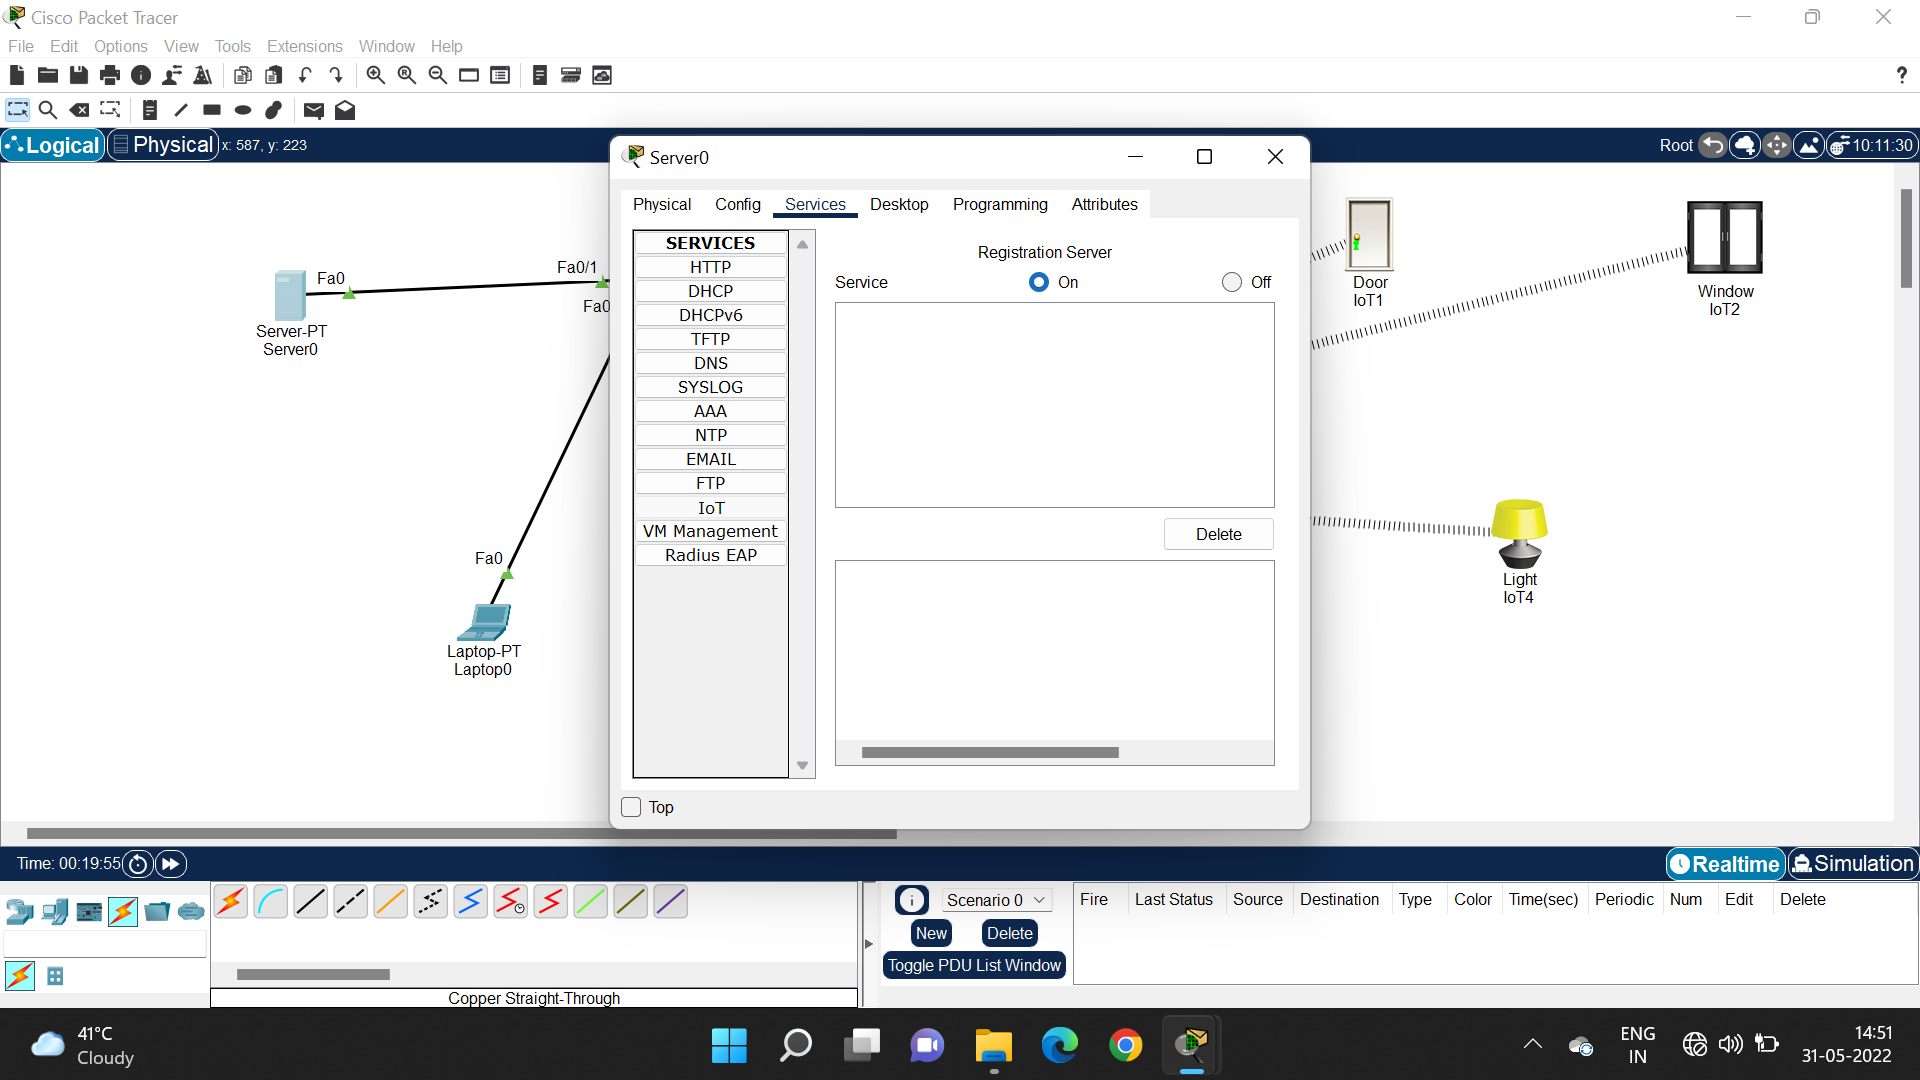 Cisco Packet Tracer
File Edit Options View Tools Extensions Window Help
Logical Physical x: 587, y: 223
Root 10:11:30
Server0
Physical Config Services Desktop Programming Attributes
SERVICES
HTTP
DHCP
DHCPv6
TFTP
DNS
SYSLOG
AAA
NTP
EMAIL
FTP
IoT
VM Management
Radius EAP
Registration Server
Service On Off
Delete
Top
Fa0
Fa0/1
Fa0
Server-PT
Server0
Fa0
Laptop-PT
Laptop0
Door
IoT1
Window
IoT2
Light
IoT4
Time: 00:19:55
Realtime Simulation
Scenario 0
New Delete
Toggle PDU List Window
Fire Last Status Source Destination Type Color Time(sec) Periodic Num Edit Delete
Copper Straight-Through
41°C
Cloudy
ENG
IN
14:51
31-05-2022